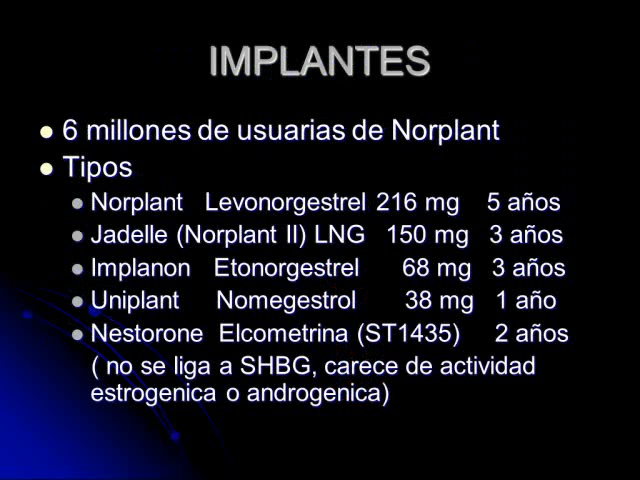 IMPLANTES
6 millones de usuarias de Norplant
Tipos
Norplant Levonorgestrel 216 mg 5 años
Jadelle (Norplant II) LNG 150 mg 3 años
Implanon Etonorgestrel 68 mg 3 años
Uniplant Nomegestrol 38 mg 1 año
Nestorone Elcometrina (ST1435) 2 años
( no se liga a SHBG, carece de actividad
estrogenica o androgenica)